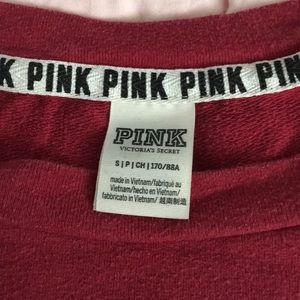 K PINK PINK PINK PINK
PINK
VICTORIA'S SECRET
S | P | CH | 170/88A
made in Vietnam/fabriqué au
Vietnam/hecho en Vietnam/
fabbricato in Vietnam/越南制造